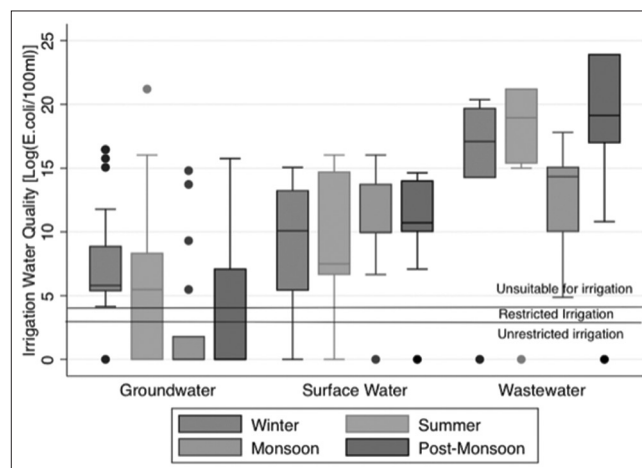 Irrigation Water Quality [Log(E.coli/100ml)]
25
20
15
10
5
0
Unsuitable for irrigation
Restricted Irrigation
Unrestricted irrigation
Groundwater Surface Water Wastewater
Winter Summer
Monsoon Post-Monsoon